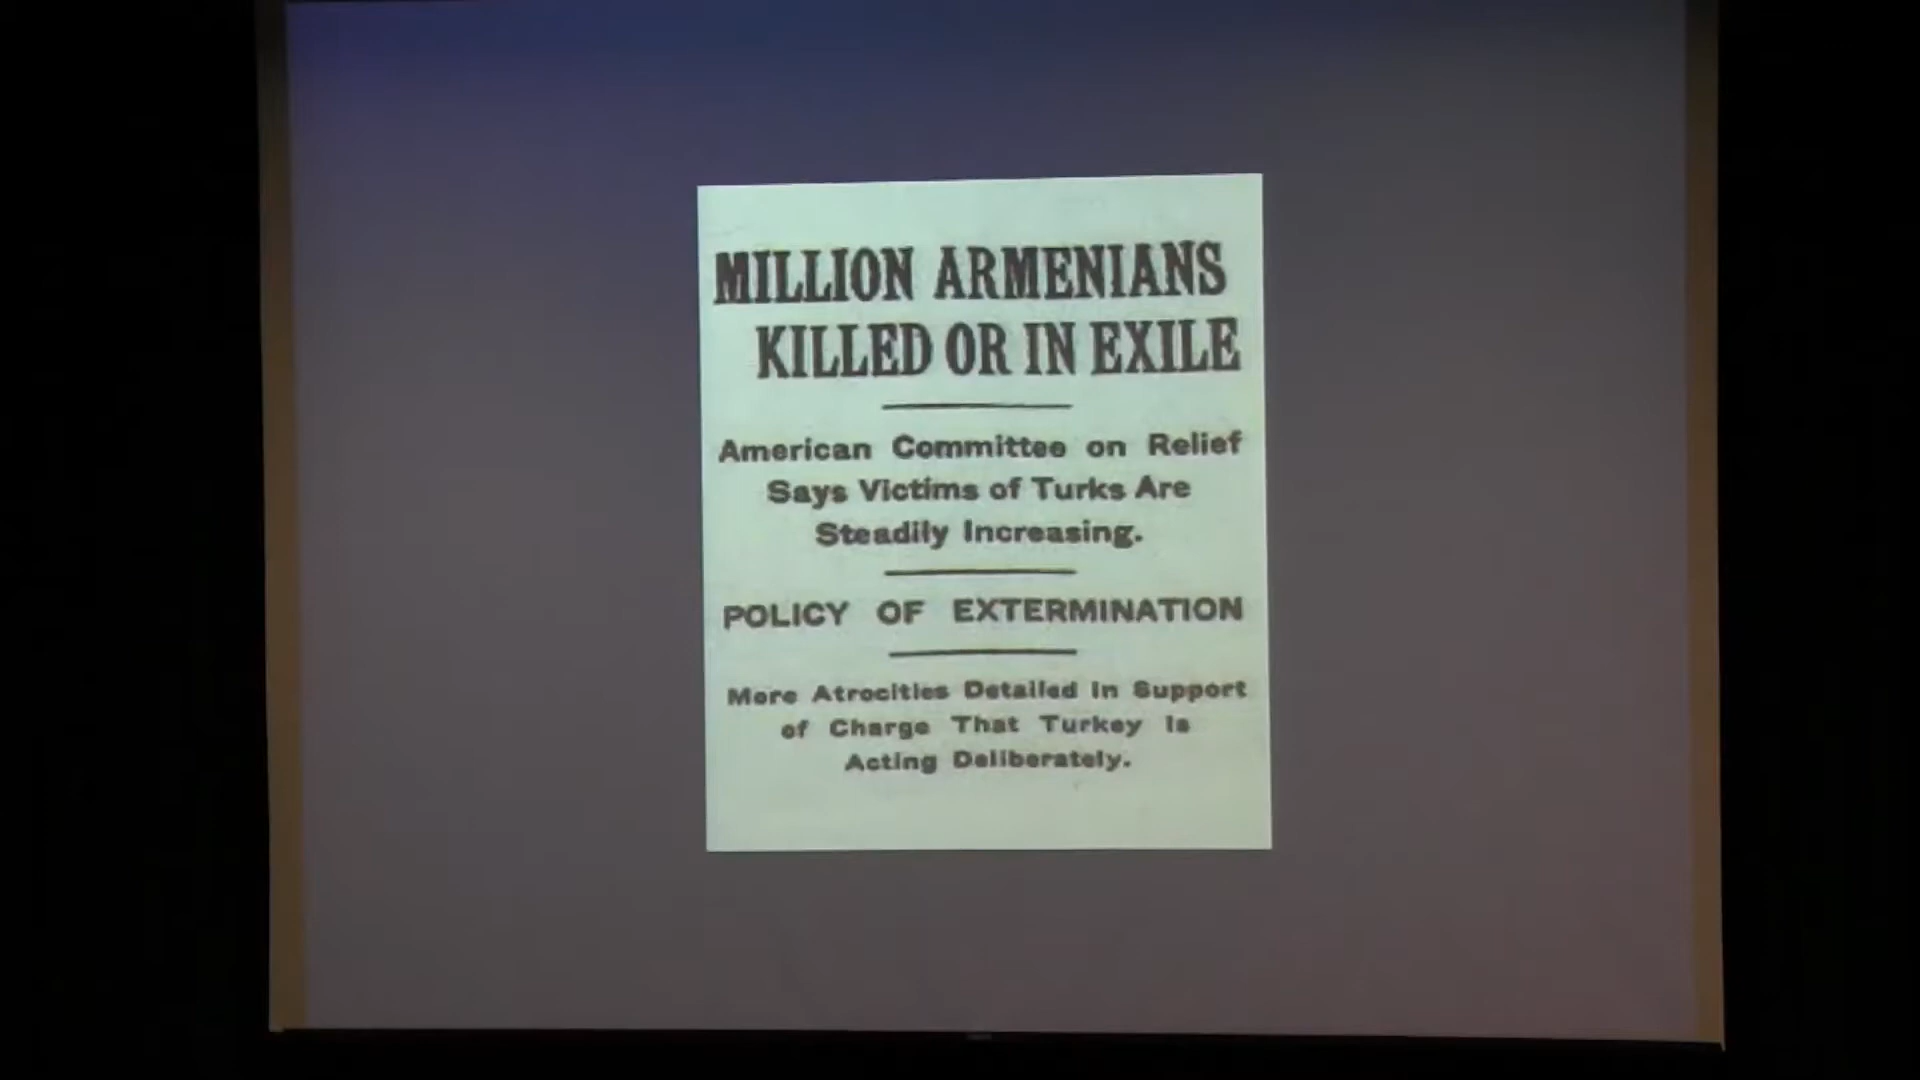 MILLION ARMENIANS
KILLED OR IN EXILE
American Committee on Relief
Says Victims of Turks Are
Steadily Increasing.
POLICY OF EXTERMINATION
More Atrocities Detailed in Support
of Charge That Turkey Is
Acting Deliberately.